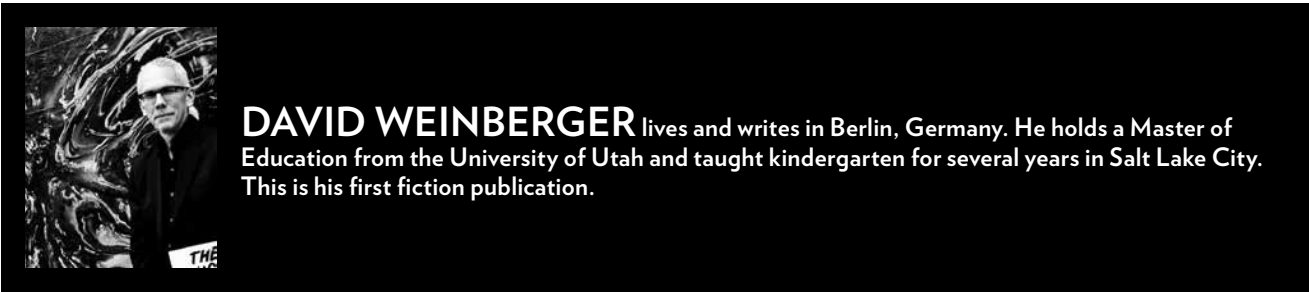 DAVID WEINBERGER lives and writes in Berlin, Germany. He holds a Master of
Education from the University of Utah and taught kindergarten for several years in Salt Lake City.
This is his first fiction publication.
THE